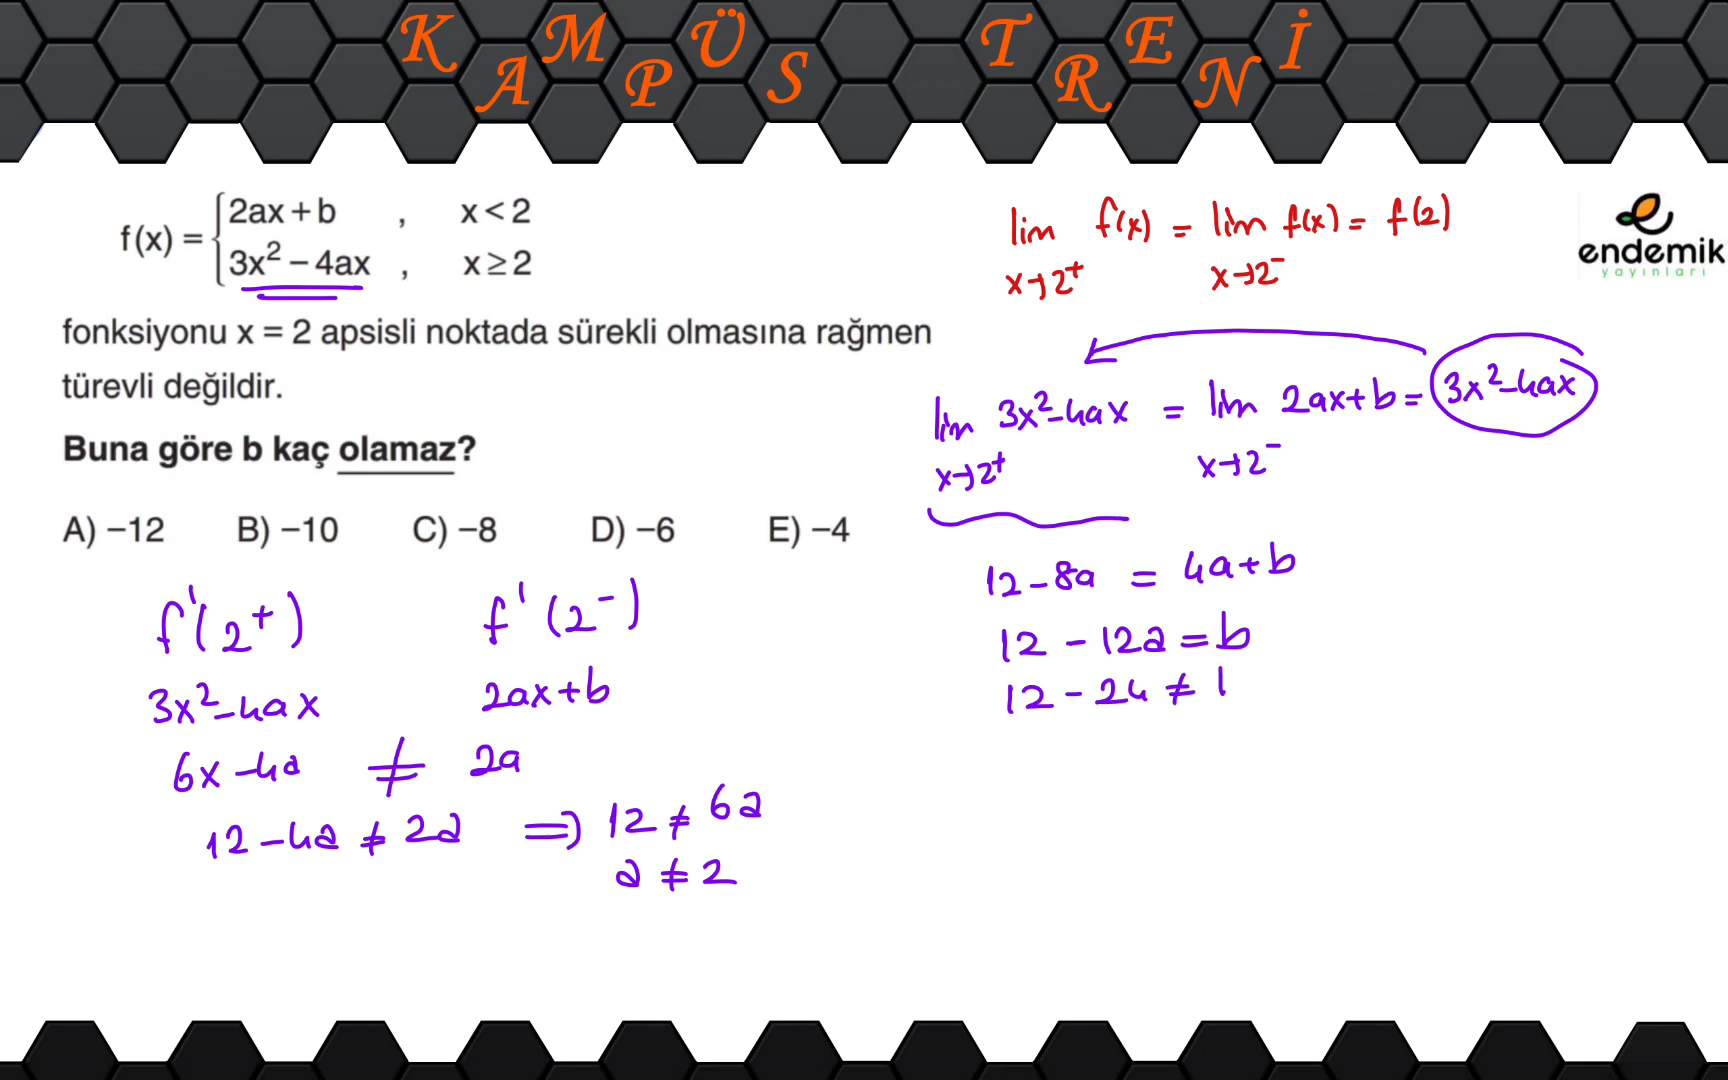 KAMPÜS TRENİ
f(x) = { 2ax + b , x < 2
3x² – 4ax , x ≥ 2
fonksiyonu x = 2 apsisli noktada sürekli olmasına rağmen
türevli değildir.
Buna göre b kaç olamaz?
A) –12 B) –10 C) –8 D) –6 E) –4
f'(2⁺) f'(2⁻)
3x²-4ax 2ax+b
6x-4a ≠ 2a
12-4a ≠ 2a ⇒ 12 ≠ 6a
a ≠ 2
lim f(x) = lim f(x) = f(2)
x→2⁺ x→2⁻
lim 3x²-4ax = lim 2ax+b = 3x²-4ax
x→2⁺ x→2⁻
12-8a = 4a+b
12-12a = b
12-24 ≠ l
endemik
yayınları